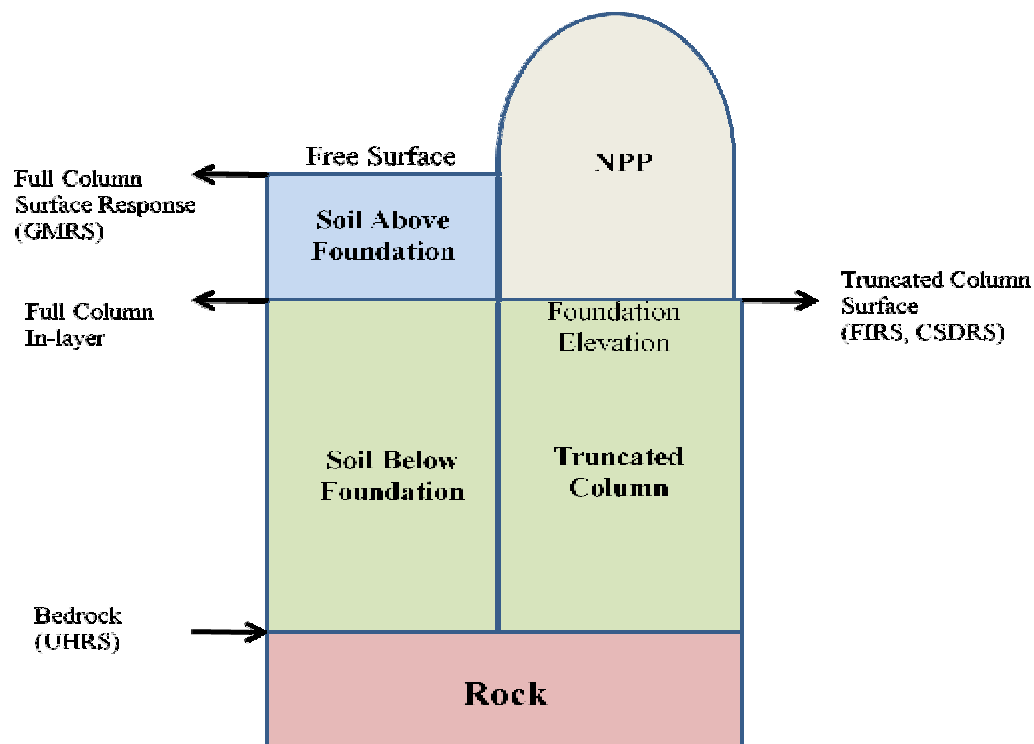 Free Surface
NPP
Full Column
Surface Response
(GMRS)
Soil Above
Foundation
Full Column
In-layer
Foundation
Elevation
Truncated Column
Surface
(FIRS, CSDRS)
Soil Below
Foundation
Truncated
Column
Bedrock
(UHRS)
Rock